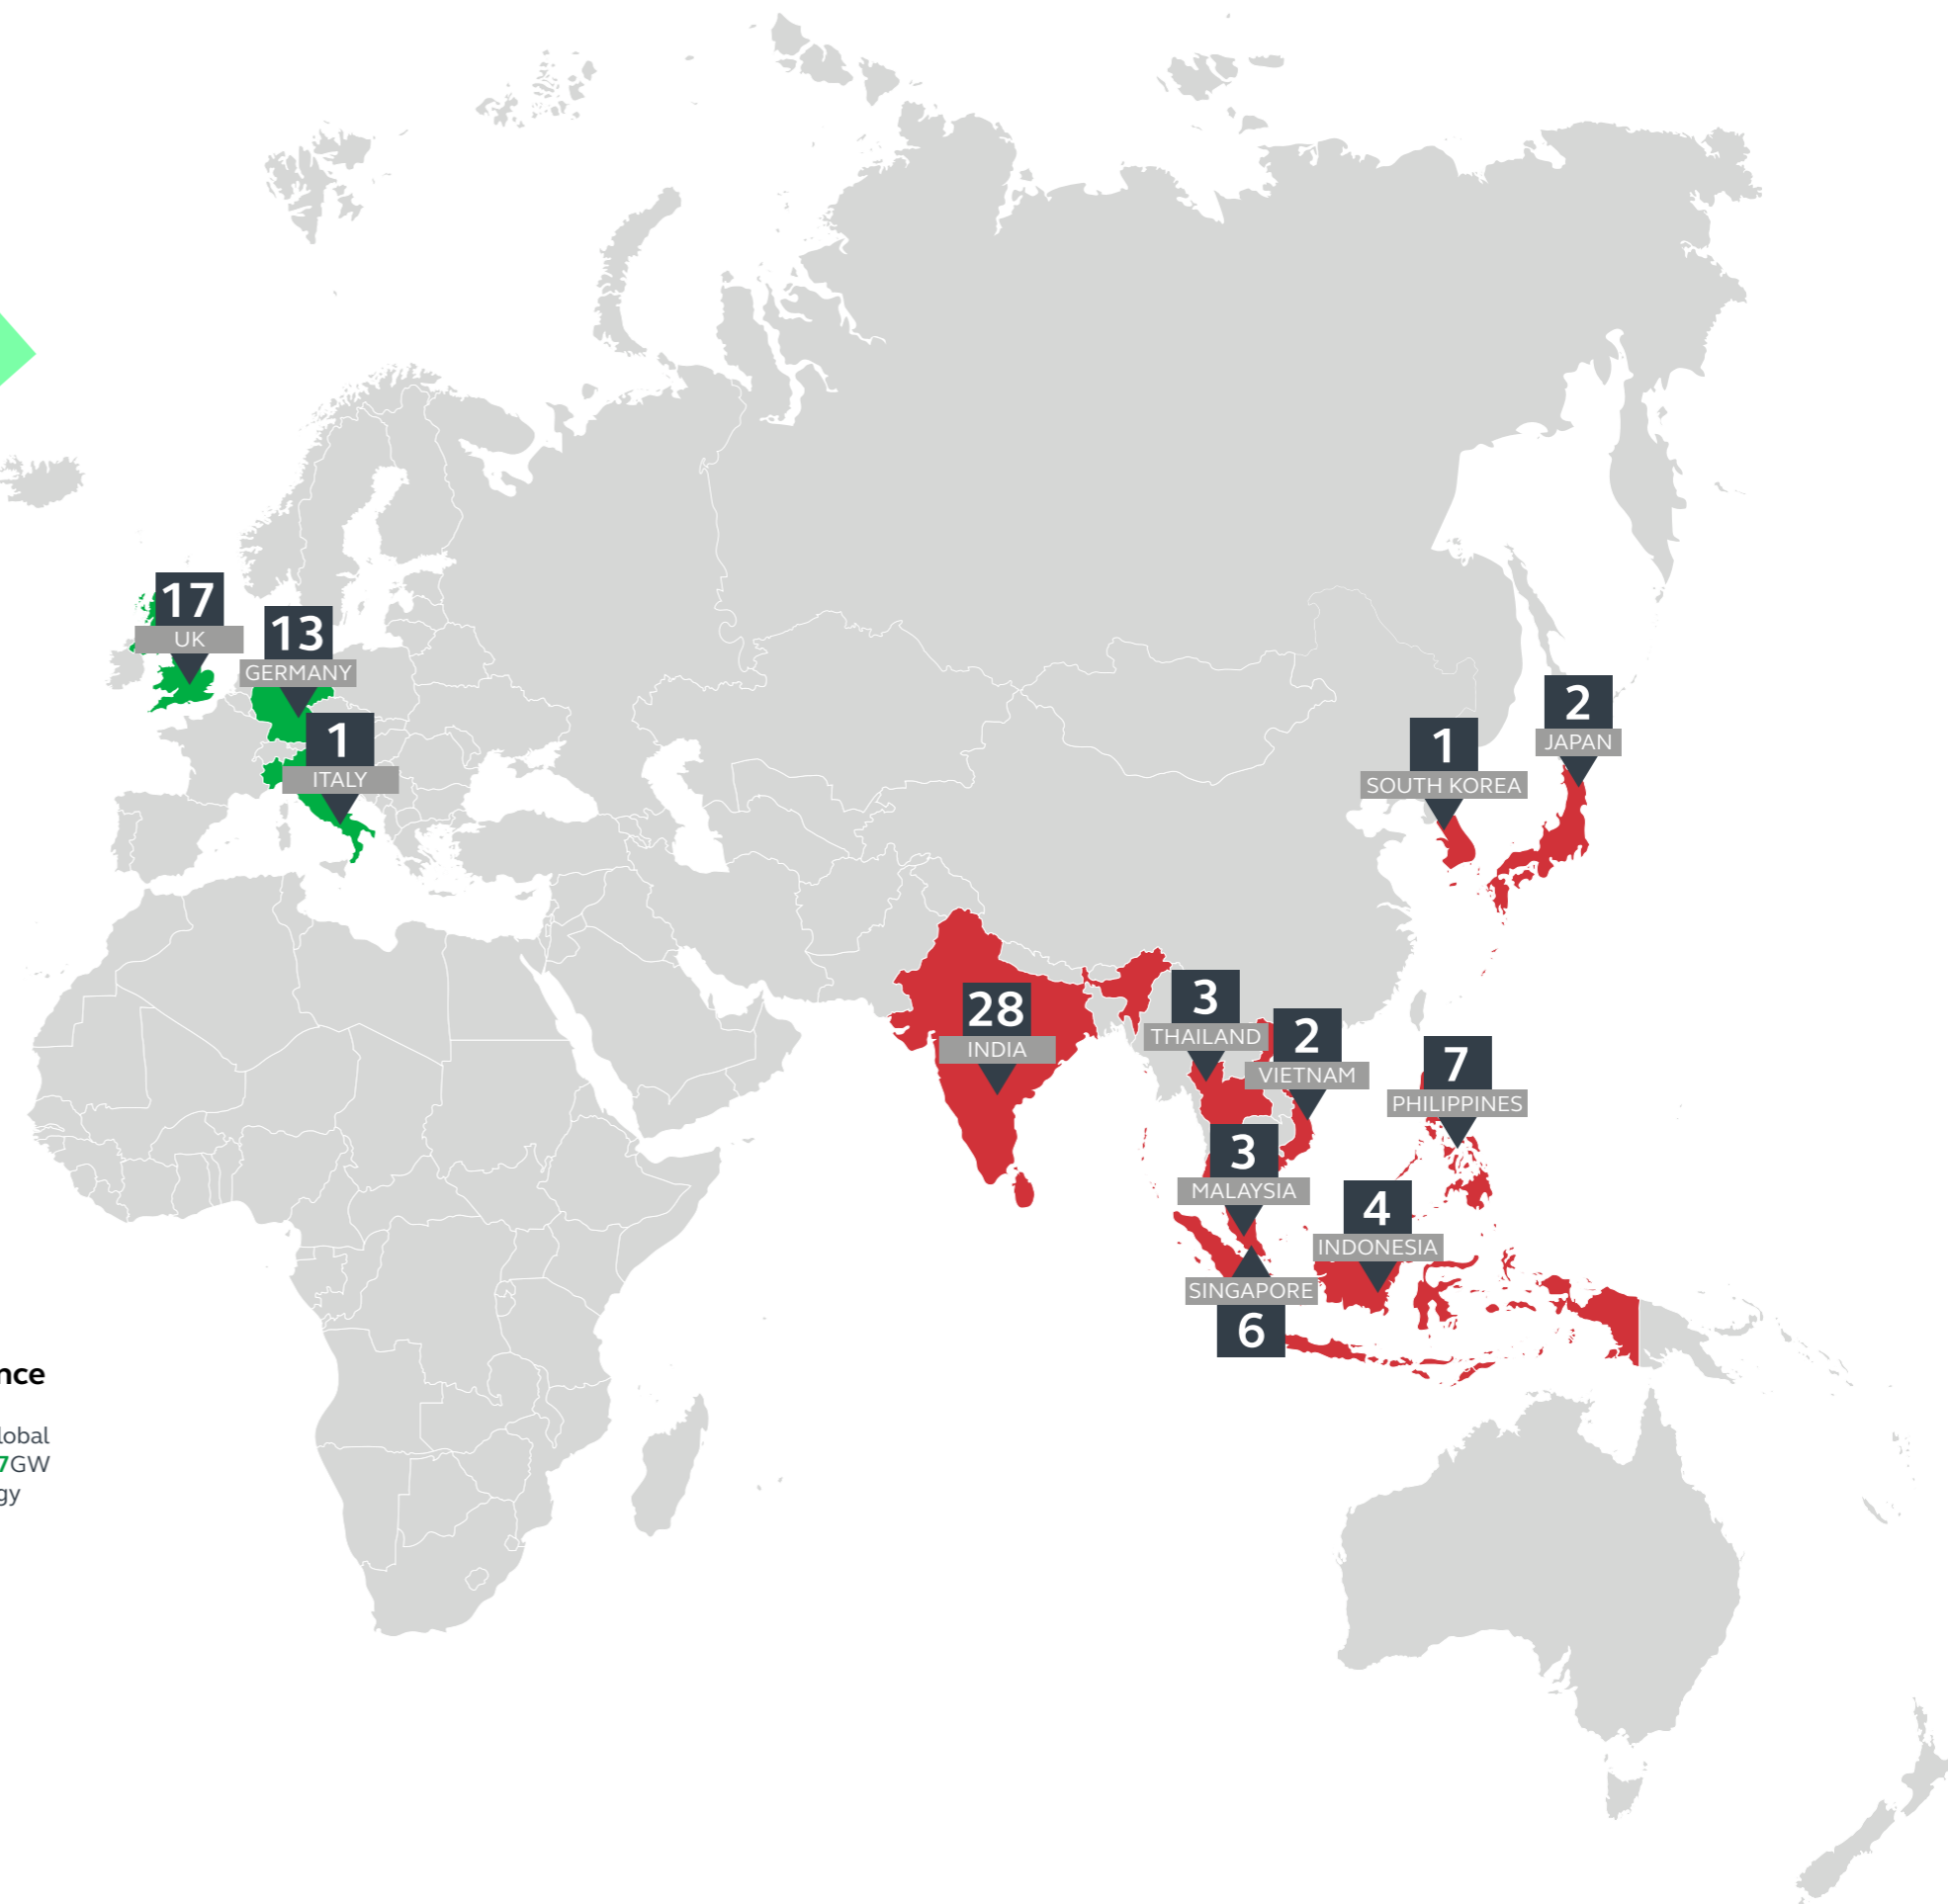 17
UK
13
GERMANY
1
ITALY
2
JAPAN
1
SOUTH KOREA
28
INDIA
3
THAILAND
2
VIETNAM
7
PHILIPPINES
3
MALAYSIA
4
INDONESIA
SINGAPORE
6
nce
lobal
7GW
gy